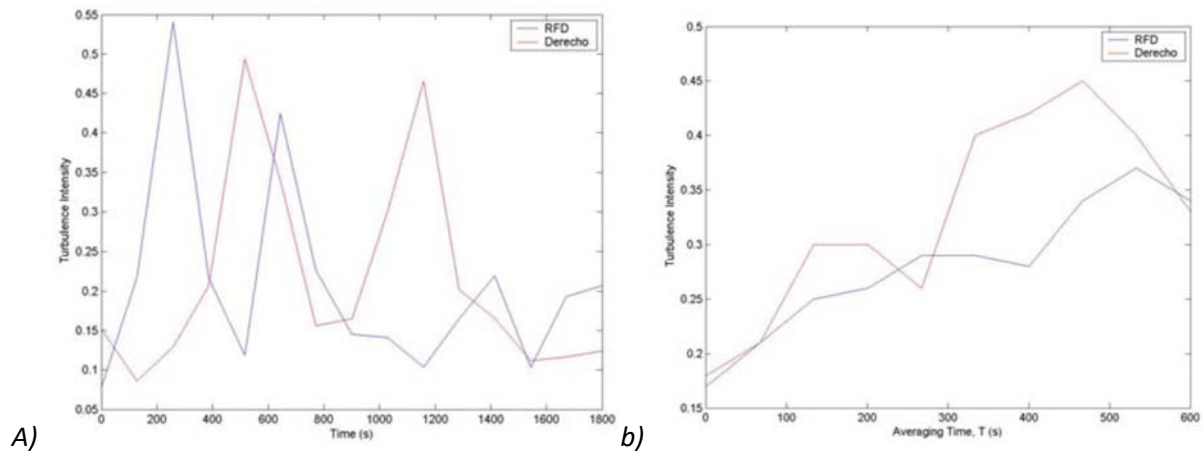 0.55
0.5
0.45
0.4
0.35
0.3
0.25
0.2
0.15
0.1
0.05
Turbulence Intensity
RFD
Derecho
0 200 400 600 800 1000 1200 1400 1600 1800
Time (s)
A)
0.5
0.45
0.4
0.35
0.3
0.25
0.2
0.15
Turbulence Intensity
RFD
Derecho
0 100 200 300 400 500 600
Averaging Time, T (s)
b)